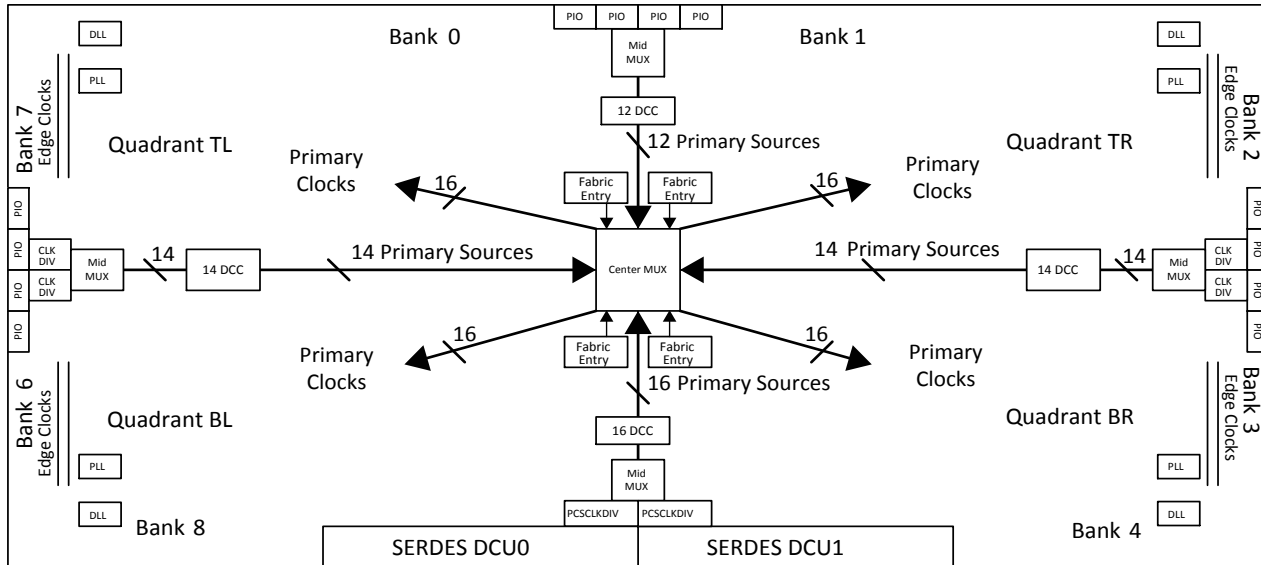 PIO PIO PIO PIO
DLL
Bank 0
Bank 1
DLL
Mid
MUX
PLL
PLL
Bank 7
Edge Clocks
Edge Clocks
Bank 2
12 DCC
Quadrant TL
12 Primary Sources
Quadrant TR
Primary
Clocks
16
Fabric
Entry
Fabric
Entry
16
Primary
Clocks
PIO
PIO
PIO
PIO
CLK
DIV
CLK
DIV
Mid
MUX
14
14 DCC
14 Primary Sources
Center MUX
14 Primary Sources
14 DCC
14
Mid
MUX
CLK
DIV
CLK
DIV
PIO
PIO
PIO
PIO
Primary
Clocks
16
Fabric
Entry
Fabric
Entry
16
Primary
Clocks
16 Primary Sources
Bank 6
Edge Clocks
Quadrant BL
Quadrant BR
Edge Clocks
Bank 3
16 DCC
PLL
Mid
MUX
PLL
DLL
Bank 8
PCSCLKDIV PCSCLKDIV
Bank 4
DLL
SERDES DCU0
SERDES DCU1